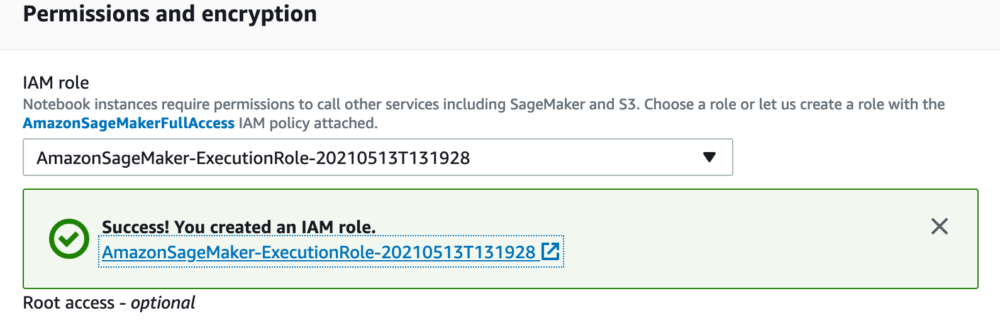 Permissions and encryption
IAM role
Notebook instances require permissions to call other services including SageMaker and S3. Choose a role or let us create a role with the
AmazonSageMakerFullAccess IAM policy attached.
AmazonSageMaker-ExecutionRole-20210513T131928
Success! You created an IAM role.
AmazonSageMaker-ExecutionRole-20210513T131928
Root access - optional